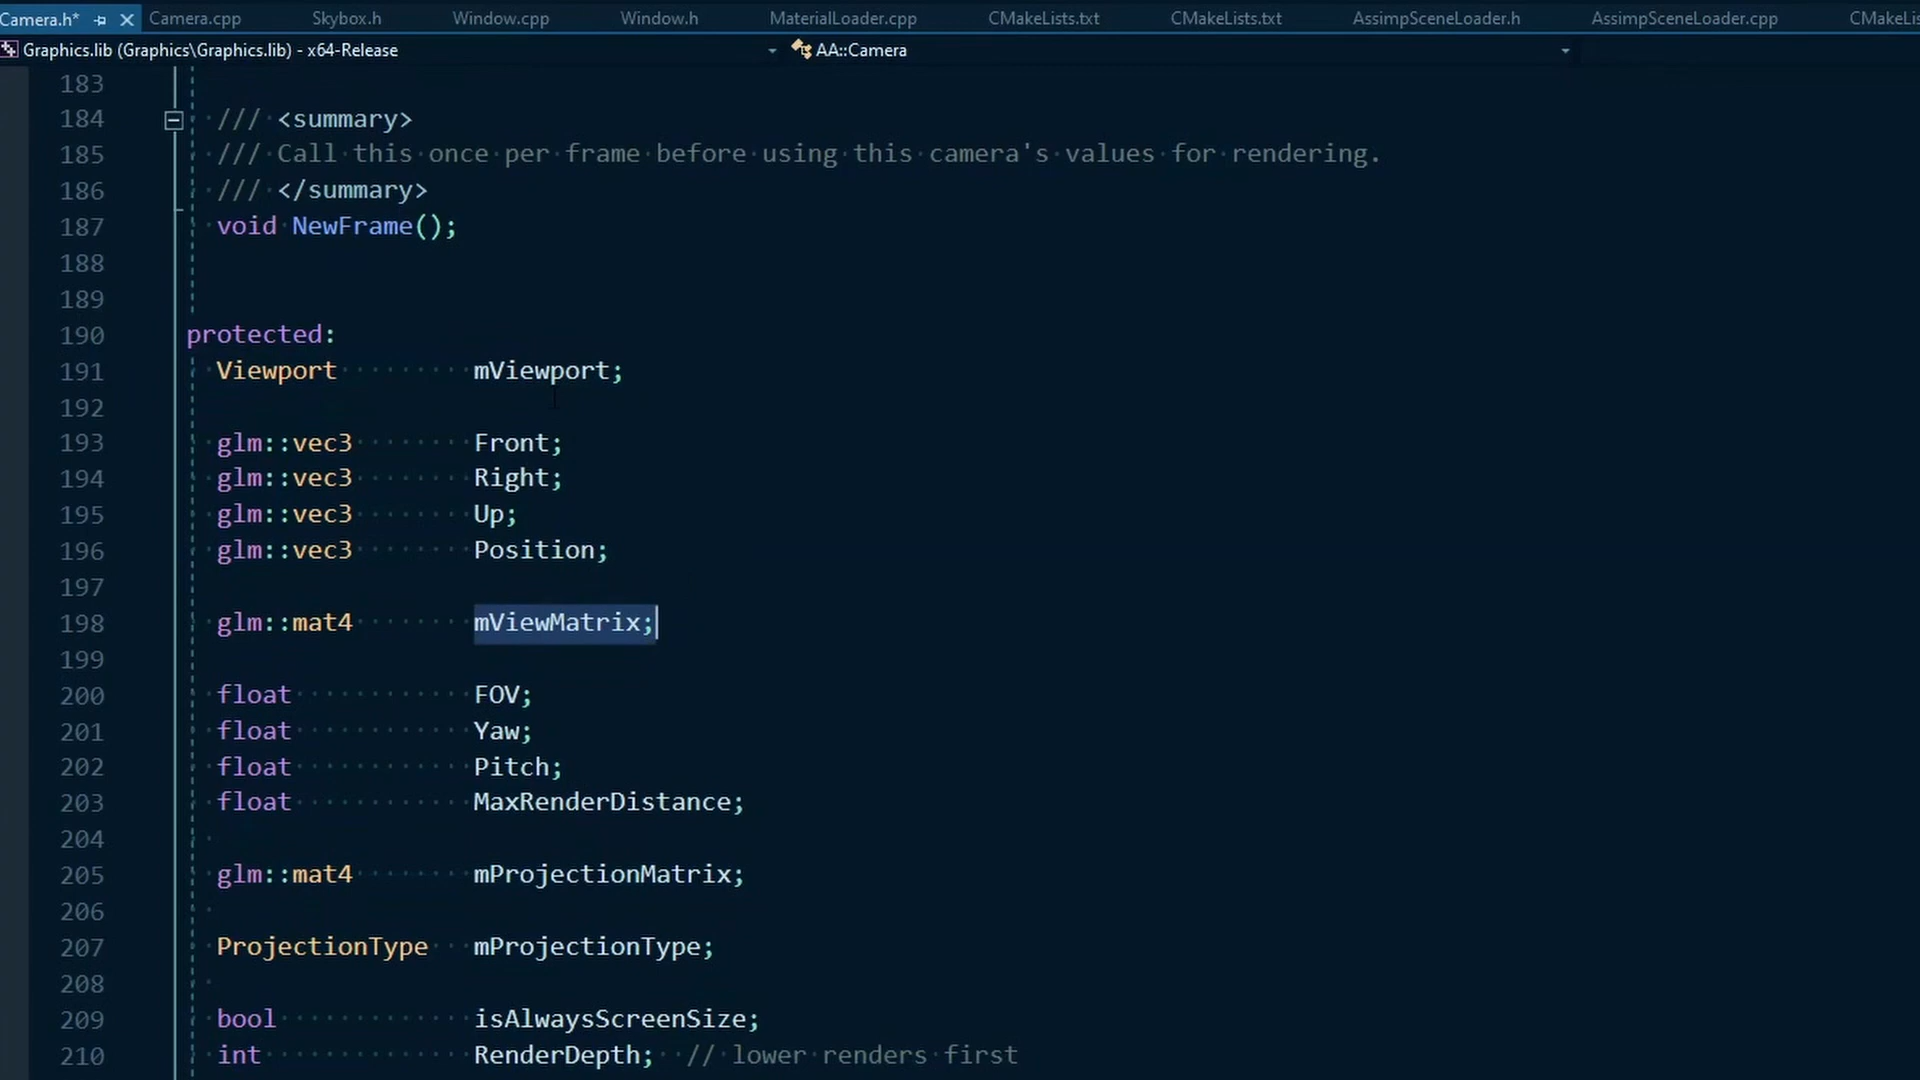 Camera.h* Camera.cpp Skybox.h Window.cpp Window.h MaterialLoader.cpp CMakeLists.txt CMakeLists.txt AssimpSceneLoader.h AssimpSceneLoader.cpp CMakeLis
Graphics.lib (Graphics\Graphics.lib) - x64-Release AA::Camera
183
184 /// <summary>
185 /// Call this once per frame before using this camera's values for rendering.
186 /// </summary>
187 void NewFrame();
188
189
190 protected:
191 Viewport mViewport;
192
193 glm::vec3 Front;
194 glm::vec3 Right;
195 glm::vec3 Up;
196 glm::vec3 Position;
197
198 glm::mat4 mViewMatrix;
199
200 float FOV;
201 float Yaw;
202 float Pitch;
203 float MaxRenderDistance;
204
205 glm::mat4 mProjectionMatrix;
206
207 ProjectionType mProjectionType;
208
209 bool isAlwaysScreenSize;
210 int RenderDepth; // lower renders first